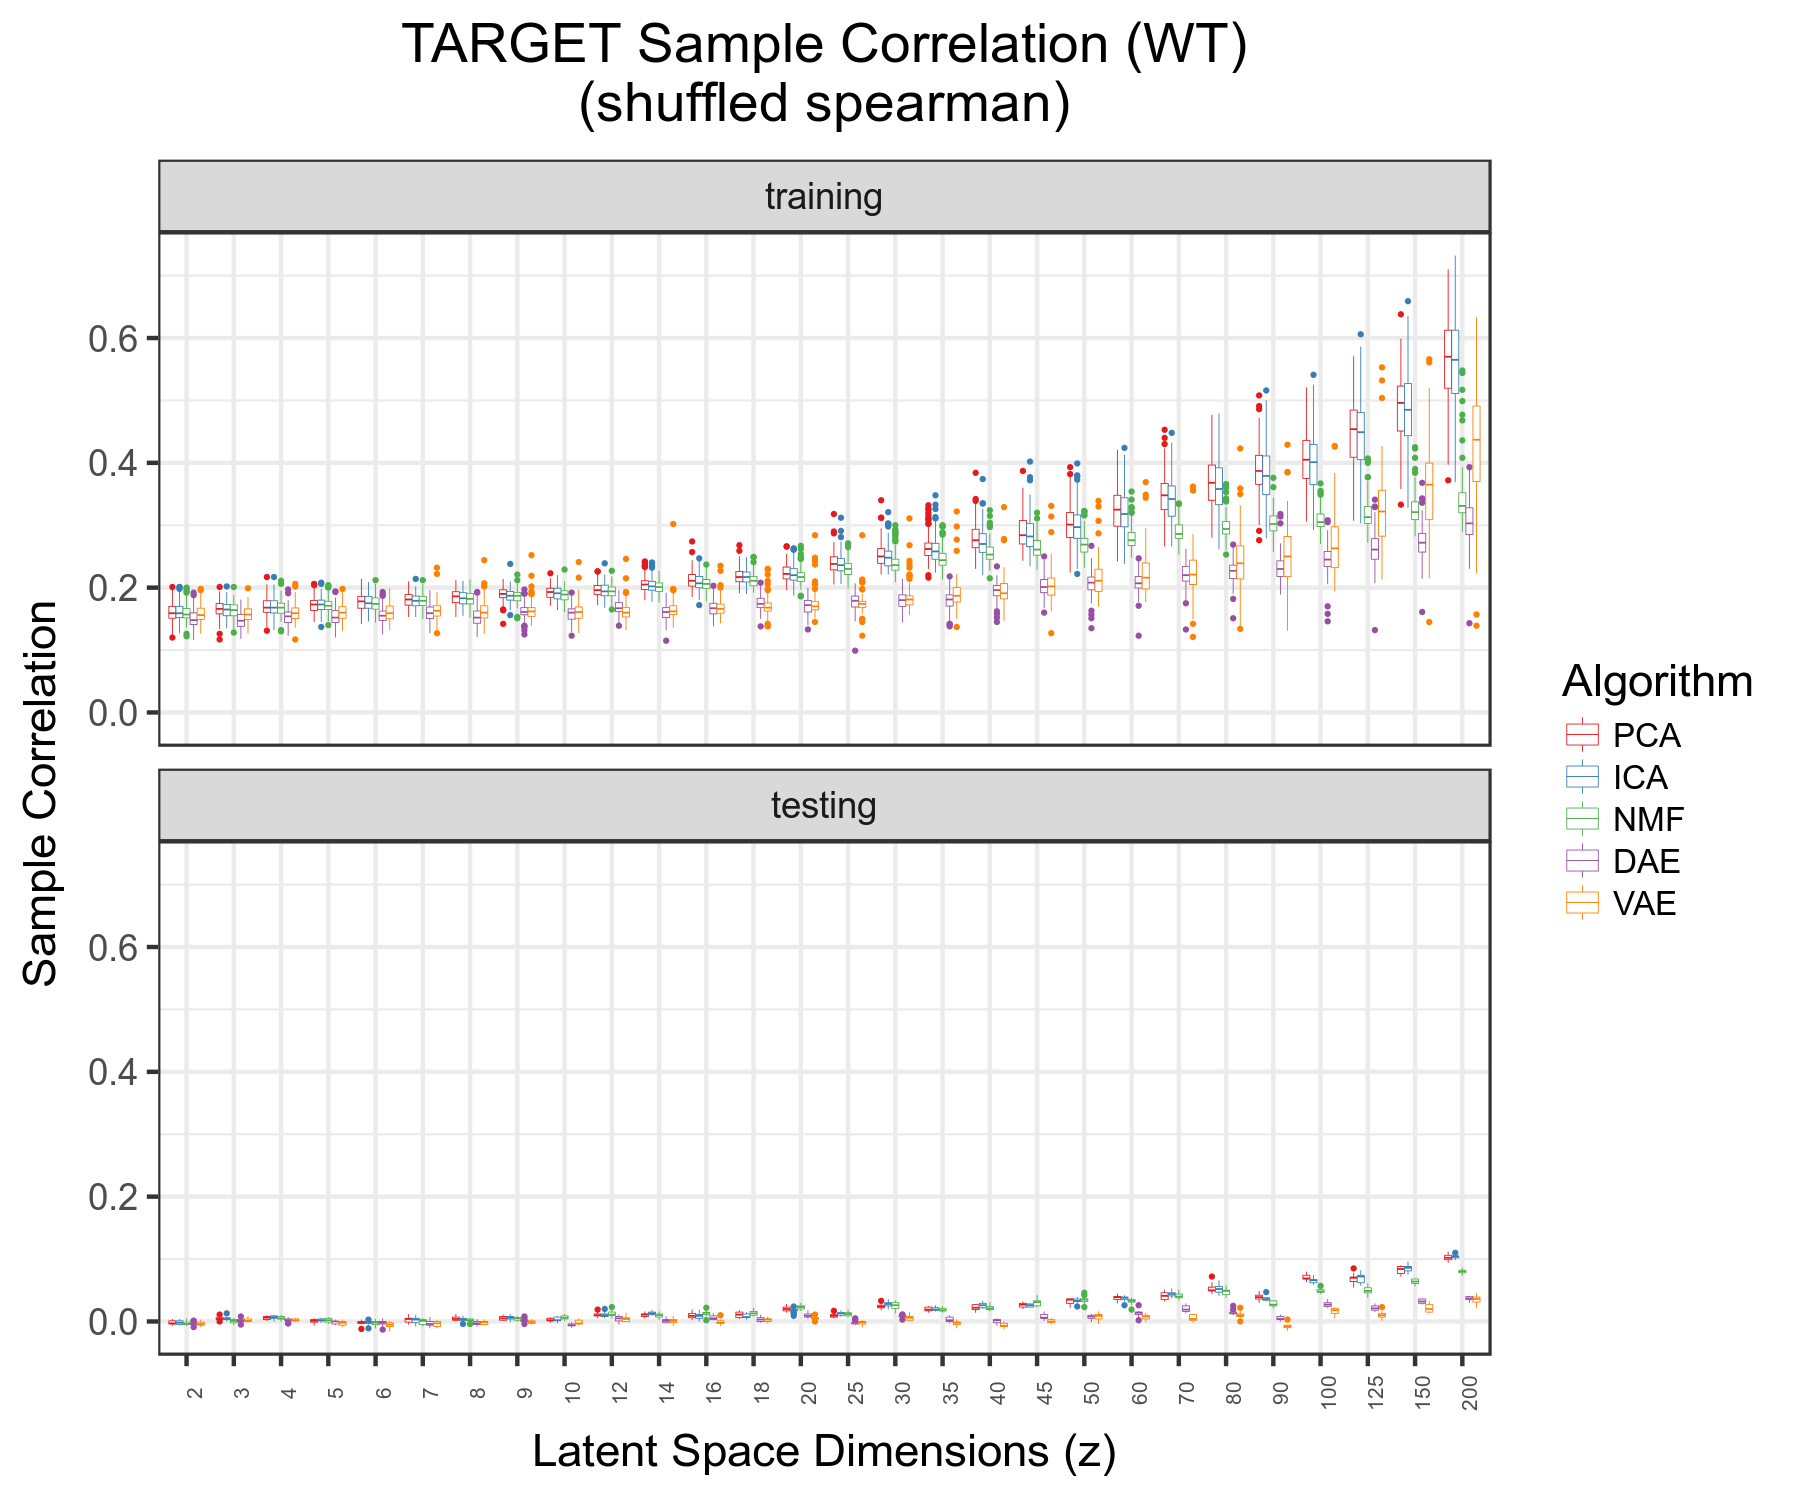 TARGET Sample Correlation (WT)
(shuffled spearman)
training
0.6
0.4
0.2
0.0
testing
0.6
0.4
0.2
0.0
Sample Correlation
2 3 4 5 6 7 8 9 10 12 14 16 18 20 25 30 35 40 45 50 60 70 80 90 100 125 150 200
Latent Space Dimensions (z)
Algorithm
PCA
ICA
NMF
DAE
VAE